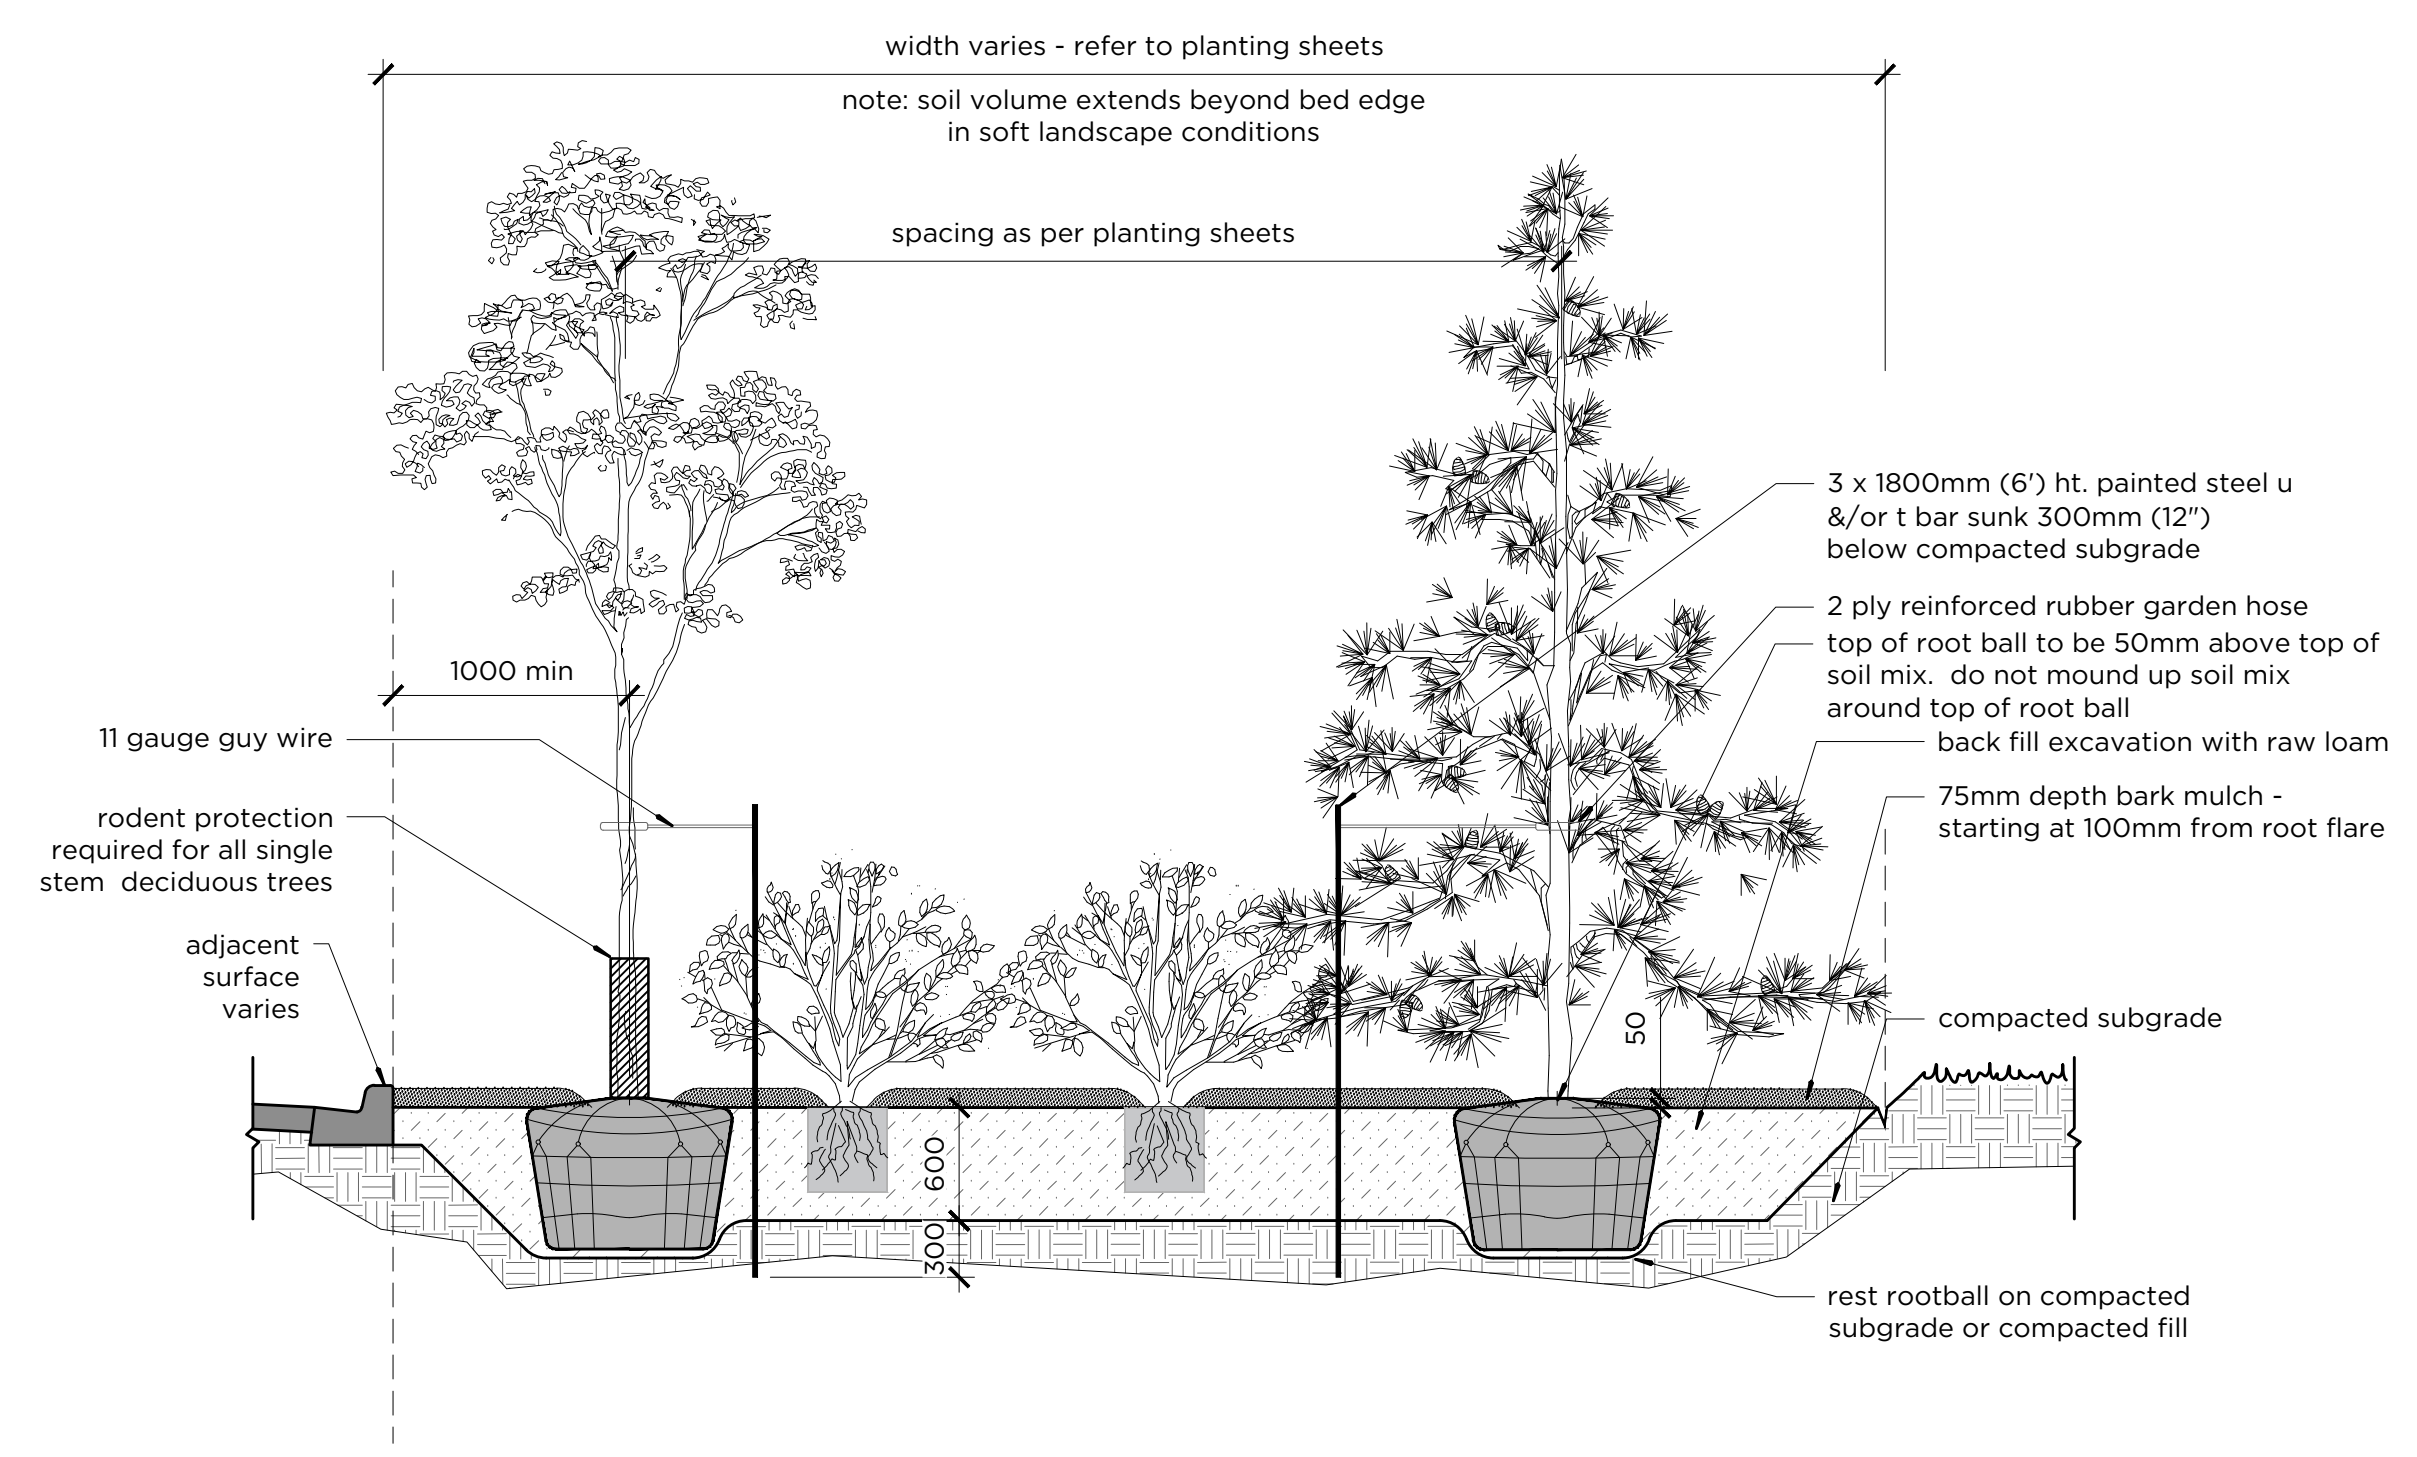 width varies - refer to planting sheets
note: soil volume extends beyond bed edge
in soft landscape conditions
spacing as per planting sheets
3 x 1800mm (6') ht. painted steel u
&/or t bar sunk 300mm (12")
below compacted subgrade
2 ply reinforced rubber garden hose
top of root ball to be 50mm above top of
soil mix.  do not mound up soil mix
around top of root ball
back fill excavation with raw loam
75mm depth bark mulch -
starting at 100mm from root flare
compacted subgrade
rest rootball on compacted
subgrade or compacted fill
1000 min
11 gauge guy wire
rodent protection
required for all single
stem  deciduous trees
adjacent
surface
varies
50
600
300